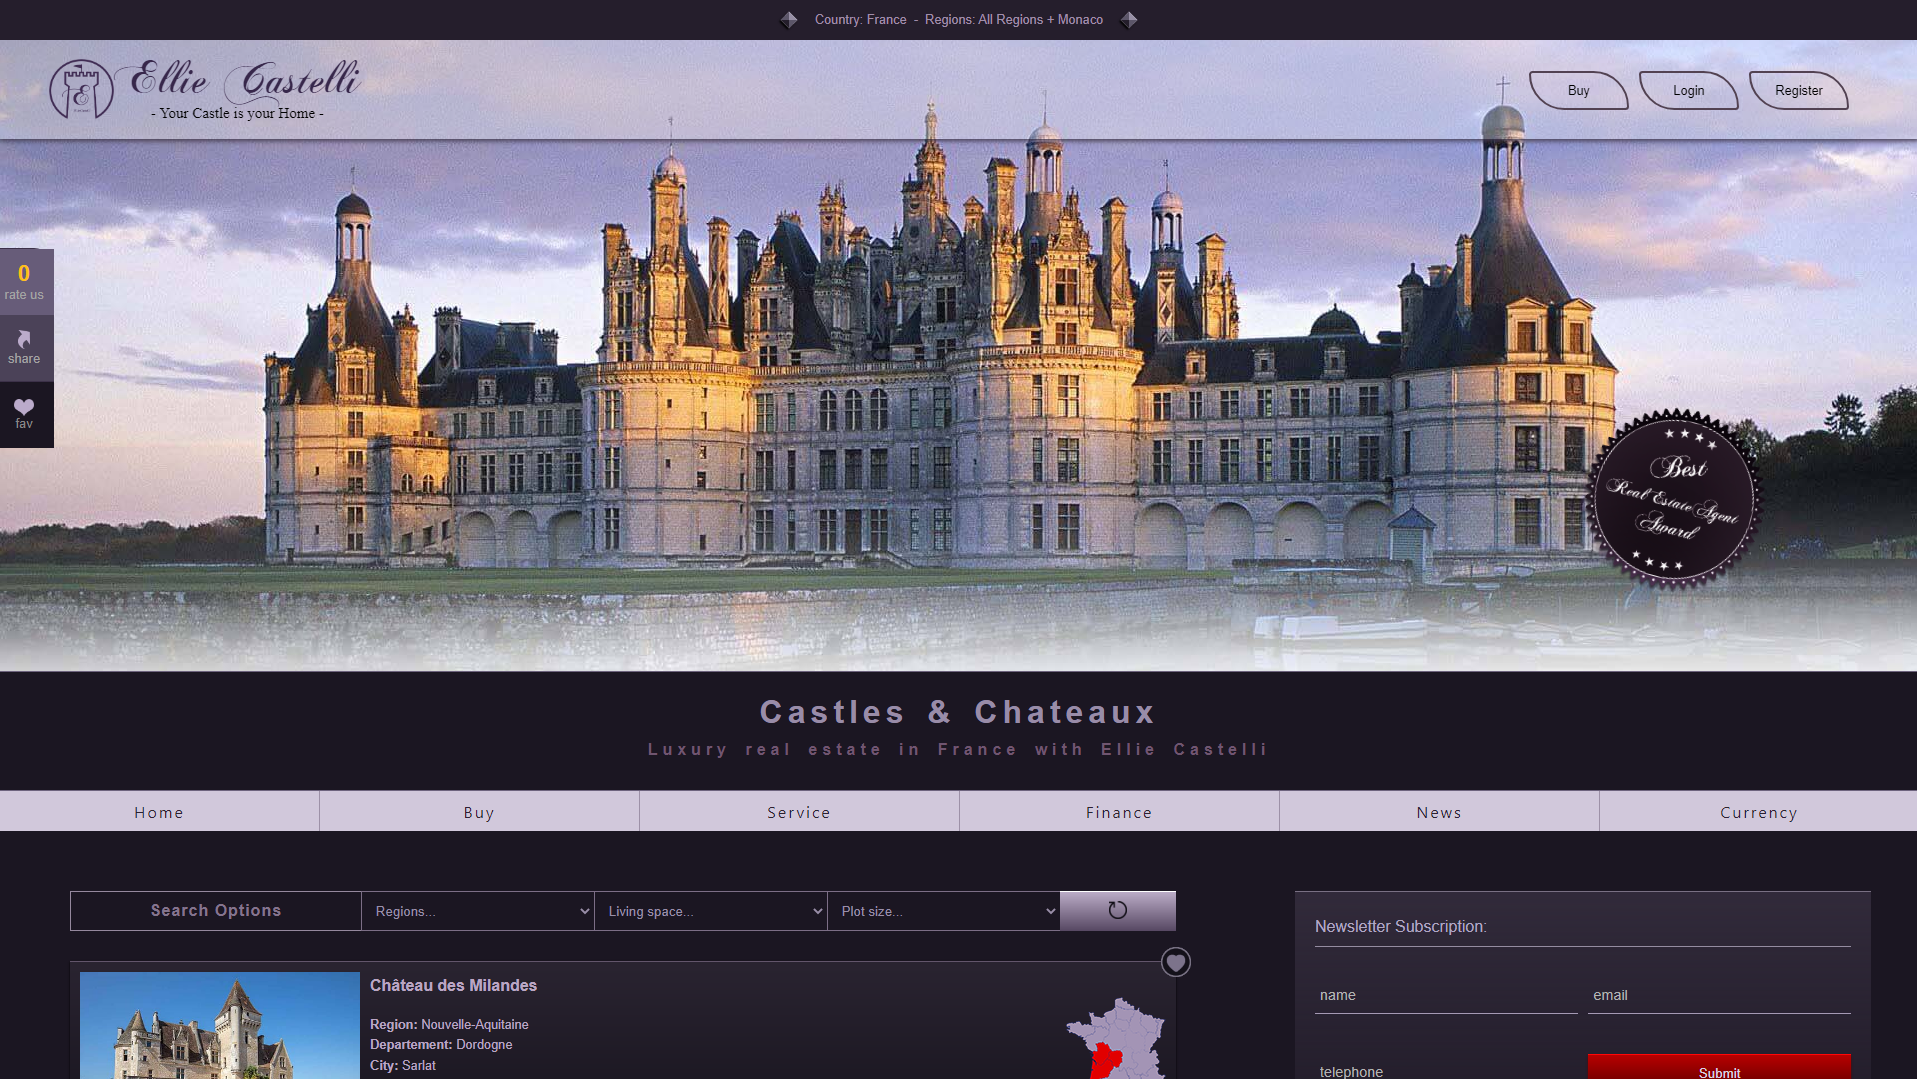 Country: France - Regions: All Regions + Monaco
Ellie Castelli
- Your Castle is your Home -
Buy
Login
Register
0
rate us
share
fav
Best
Real Estate Agent
Award
Castles & Chateaux
Luxury real estate in France with Ellie Castelli
Home
Buy
Service
Finance
News
Currency
Search Options
Regions...
Living space...
Plot size...
Château des Milandes
Region: Nouvelle-Aquitaine
Departement: Dordogne
City: Sarlat
Newsletter Subscription:
name
email
telephone
Submit